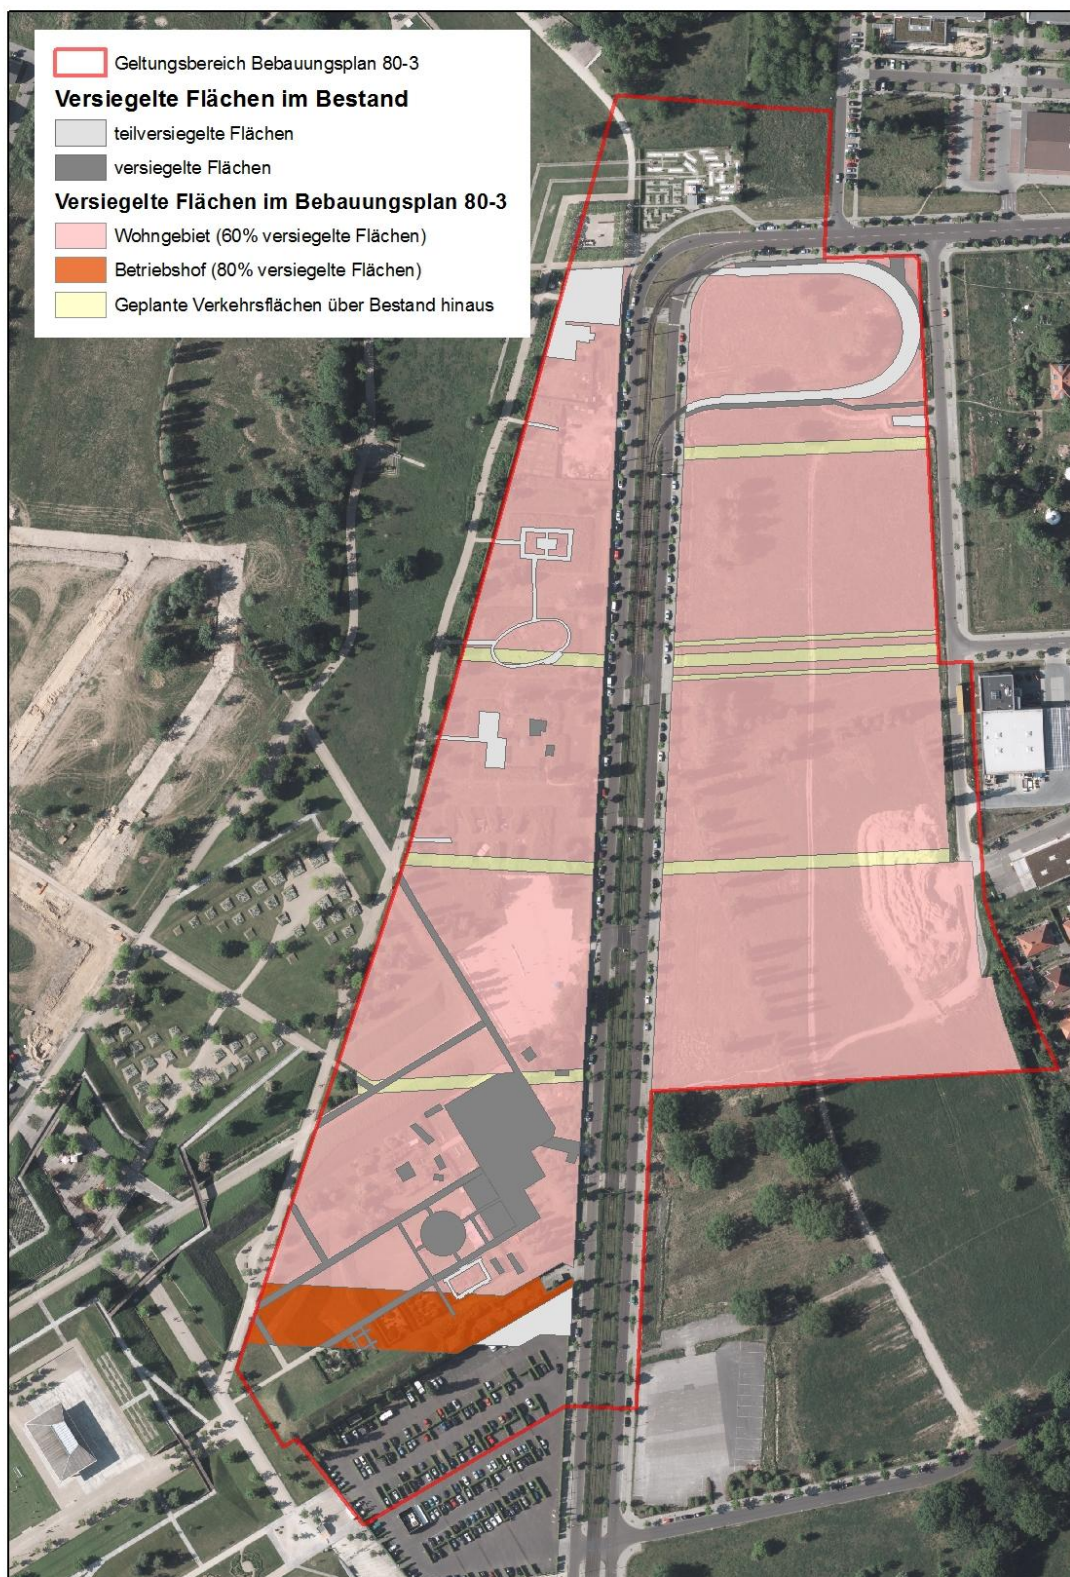 Geltungsbereich Bebauungsplan 80-3
Versiegelte Flächen im Bestand
teilversiegelte Flächen
versiegelte Flächen
Versiegelte Flächen im Bebauungsplan 80-3
Wohngebiet (60% versiegelte Flächen)
Betriebshof (80% versiegelte Flächen)
Geplante Verkehrsflächen über Bestand hinaus